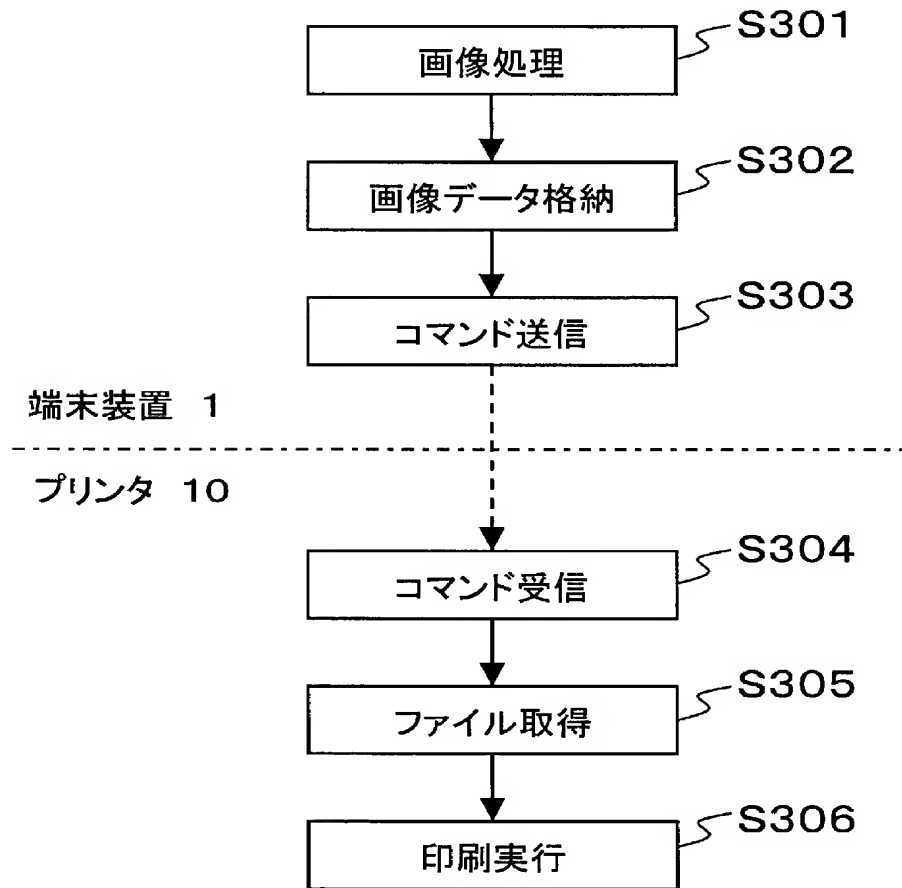 S301
画像処理
S302
画像データ格納
S303
コマンド送信
端末装置 1
プリンタ 10
S304
コマンド受信
S305
ファイル取得
S306
印刷実行